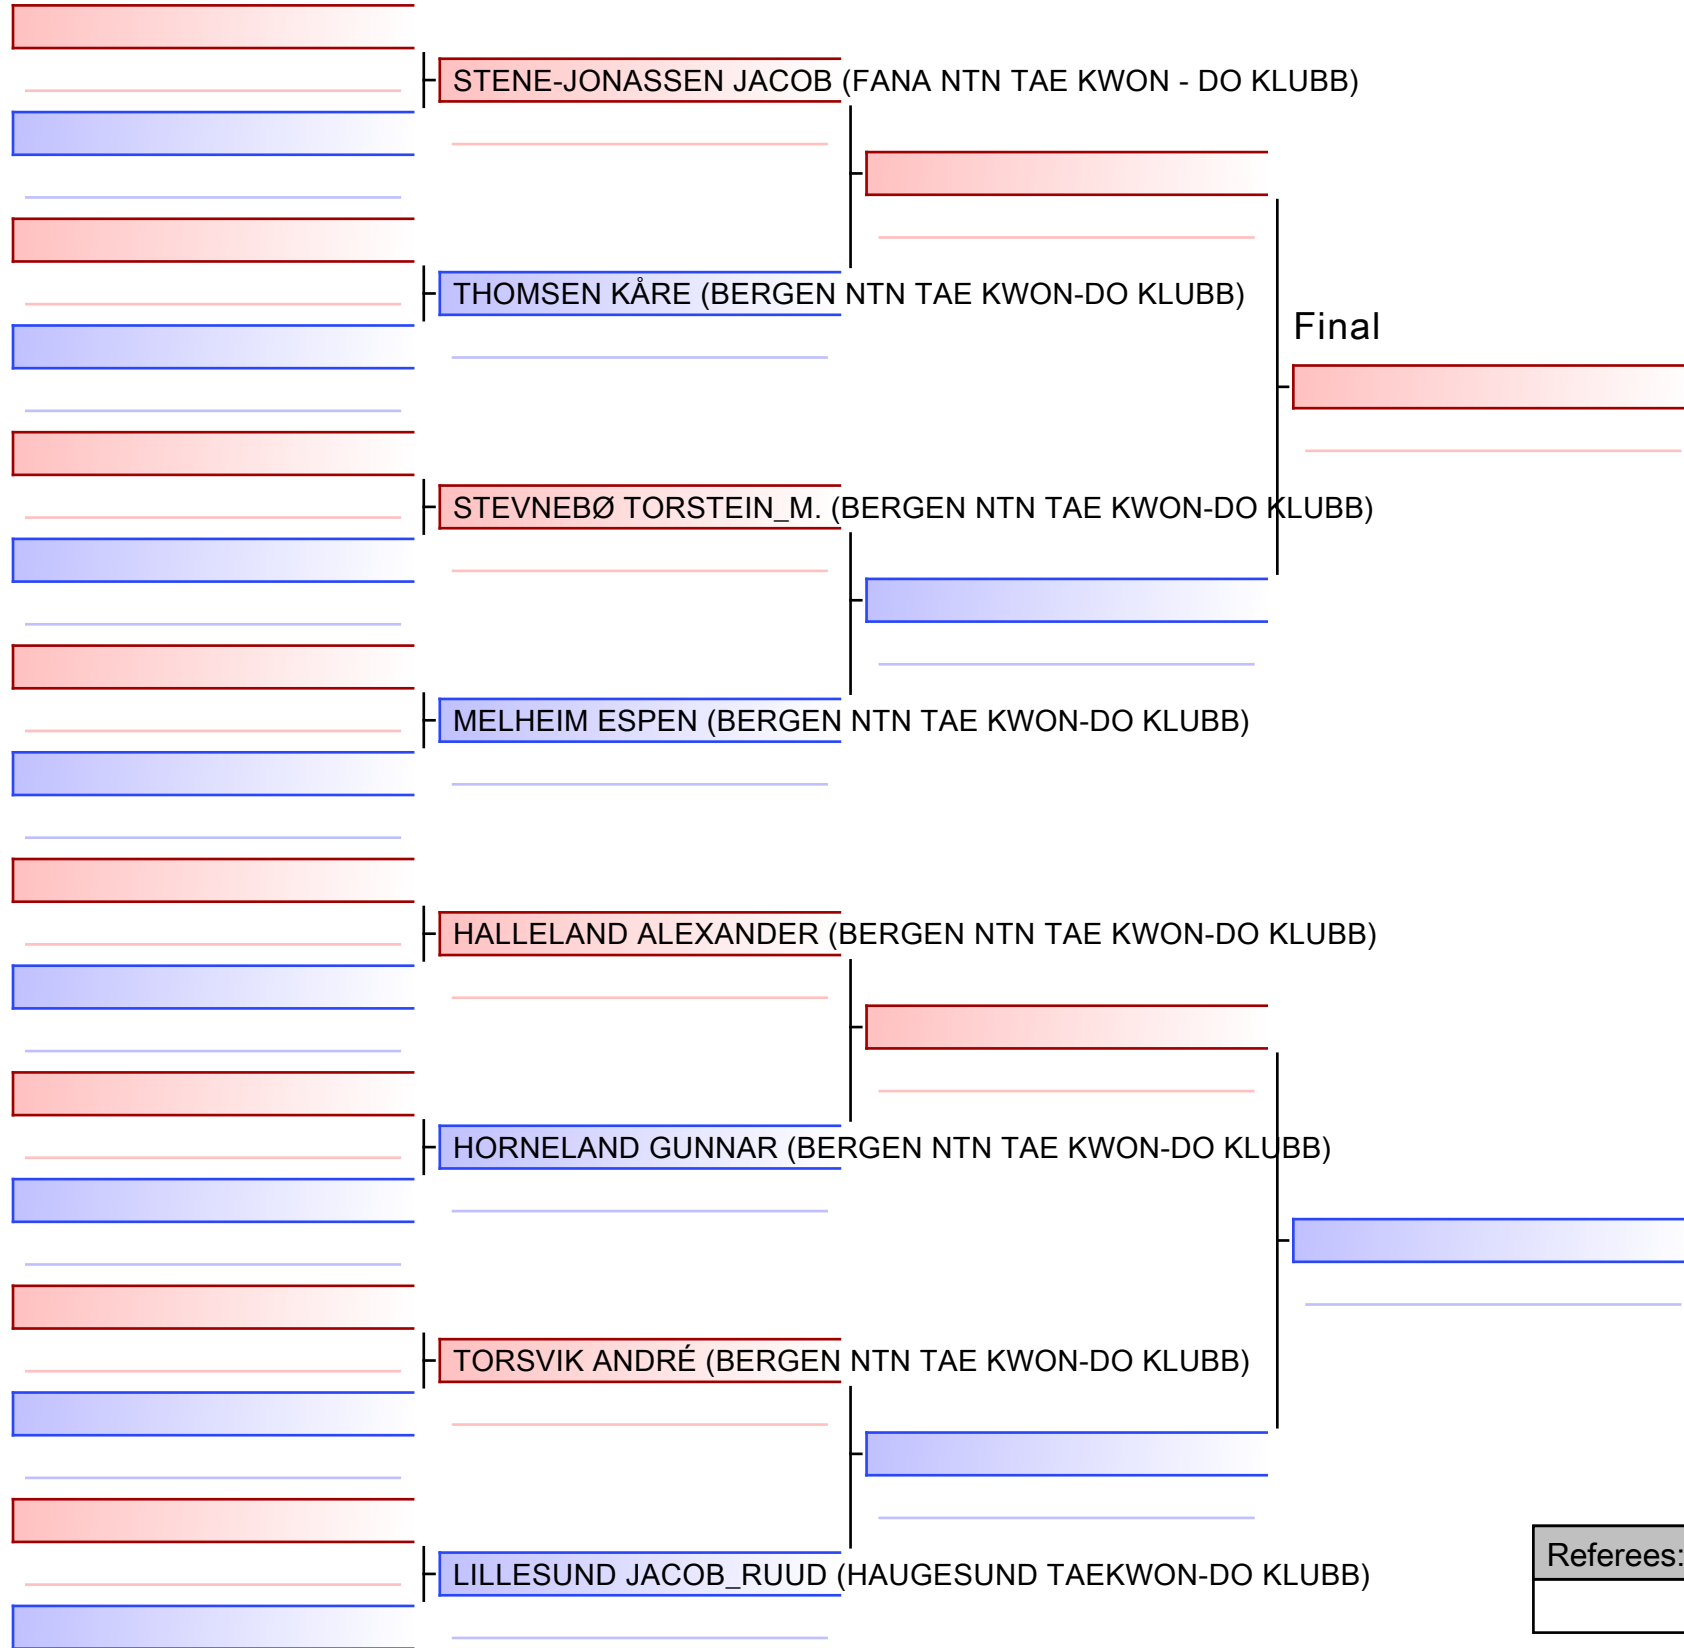 STENE-JONASSEN JACOB (FANA NTN TAE KWON - DO KLUBB)
THOMSEN KÅRE (BERGEN NTN TAE KWON-DO KLUBB)
Final
STEVNEBØ TORSTEIN_M. (BERGEN NTN TAE KWON-DO KLUBB)
MELHEIM ESPEN (BERGEN NTN TAE KWON-DO KLUBB)
HALLELAND ALEXANDER (BERGEN NTN TAE KWON-DO KLUBB)
HORNELAND GUNNAR (BERGEN NTN TAE KWON-DO KLUBB)
TORSVIK ANDRÉ (BERGEN NTN TAE KWON-DO KLUBB)
LILLESUND JACOB_RUUD (HAUGESUND TAEKWON-DO KLUBB)
Referees: